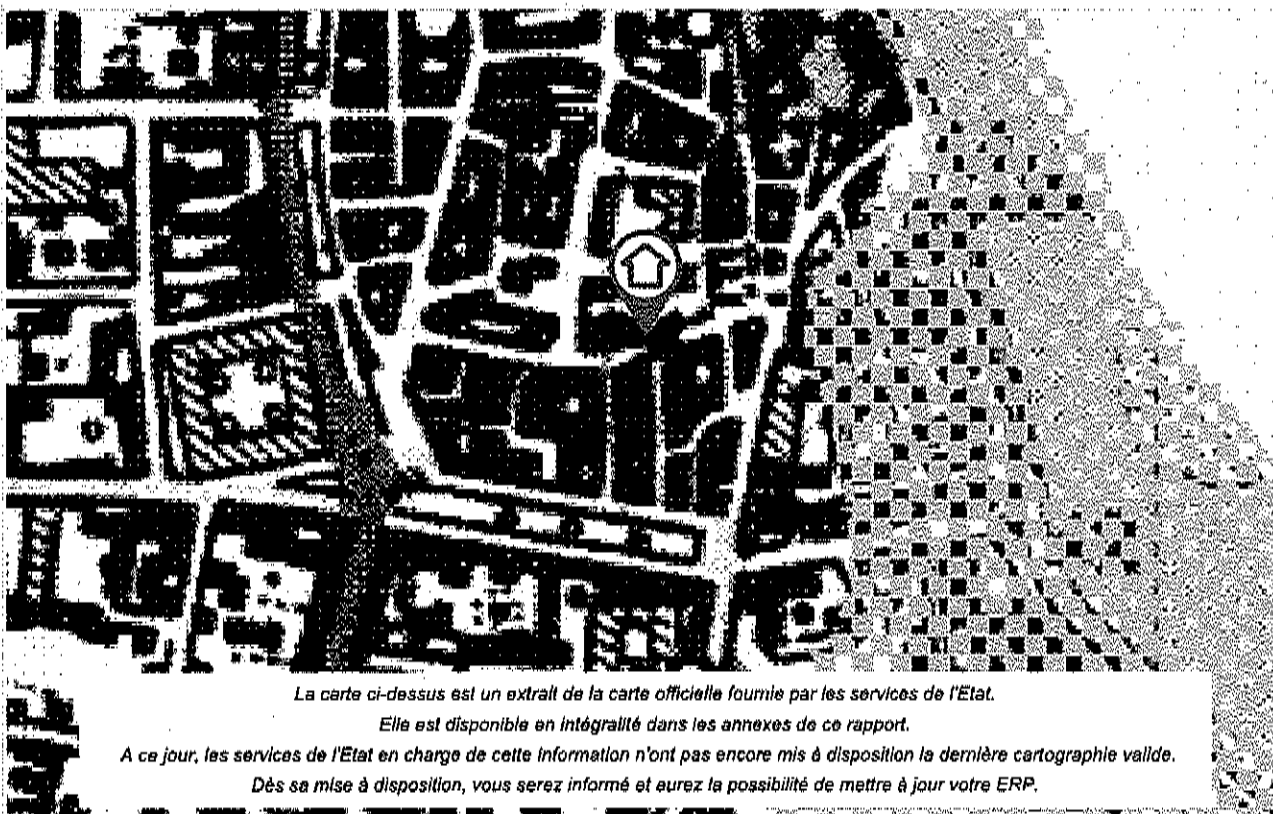 La carte ci-dessus est un extrait de la carte officielle fournie par les services de l'Etat.
Elle est disponible en intégralité dans les annexes de ce rapport.
A ce jour, les services de l'Etat en charge de cette information n'ont pas encore mis à disposition la dernière cartographie valide.
Dès sa mise à disposition, vous serez informé et aurez la possibilité de mettre à jour votre ERP.